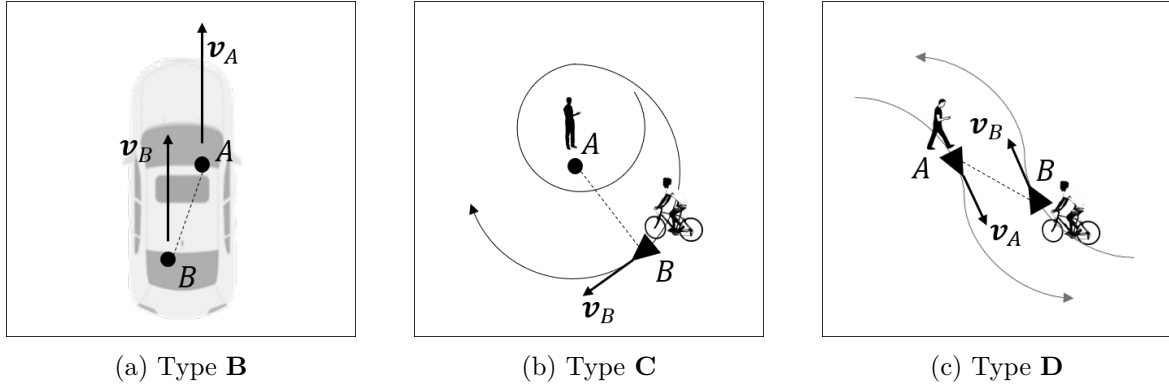 v_A
v_B
A
B
A
B
v_B
v_B
B
A
v_A
(a) Type B
(b) Type C
(c) Type D